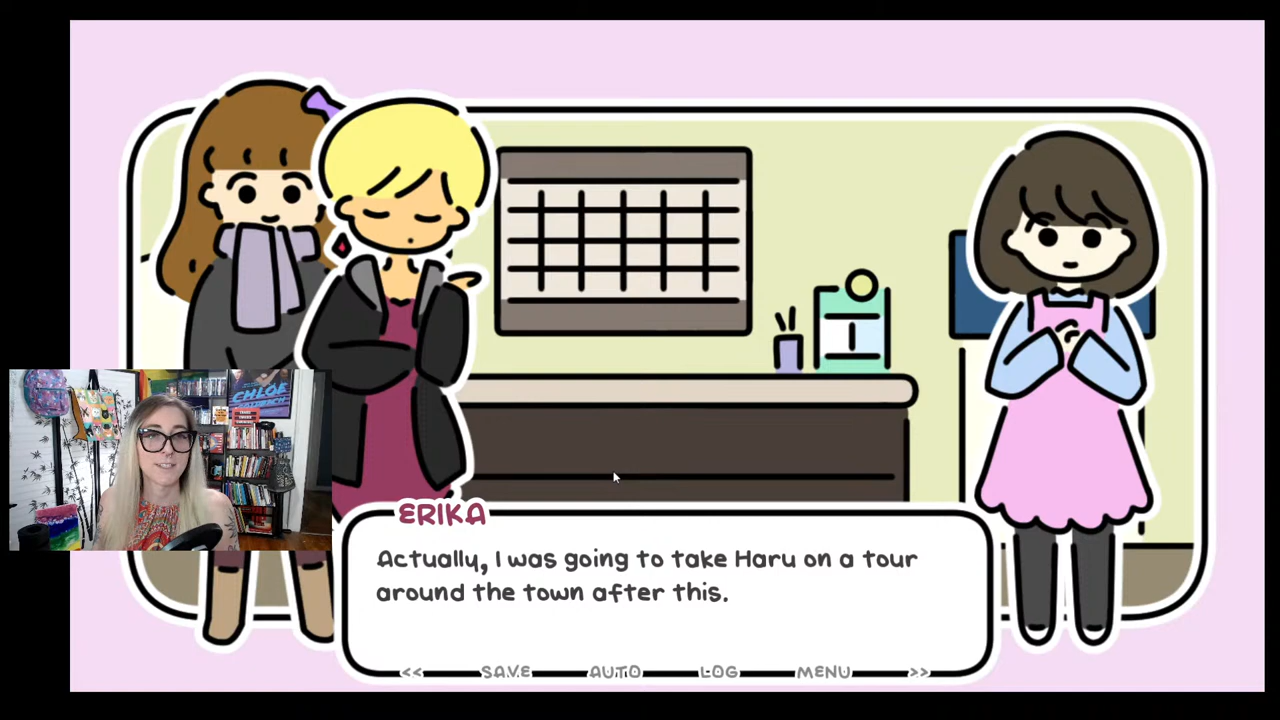 CHLOE
ERIKA
Actually, I was going to take Haru on a tour
around the town after this.
<< SAVE AUTO LOG MENU >>